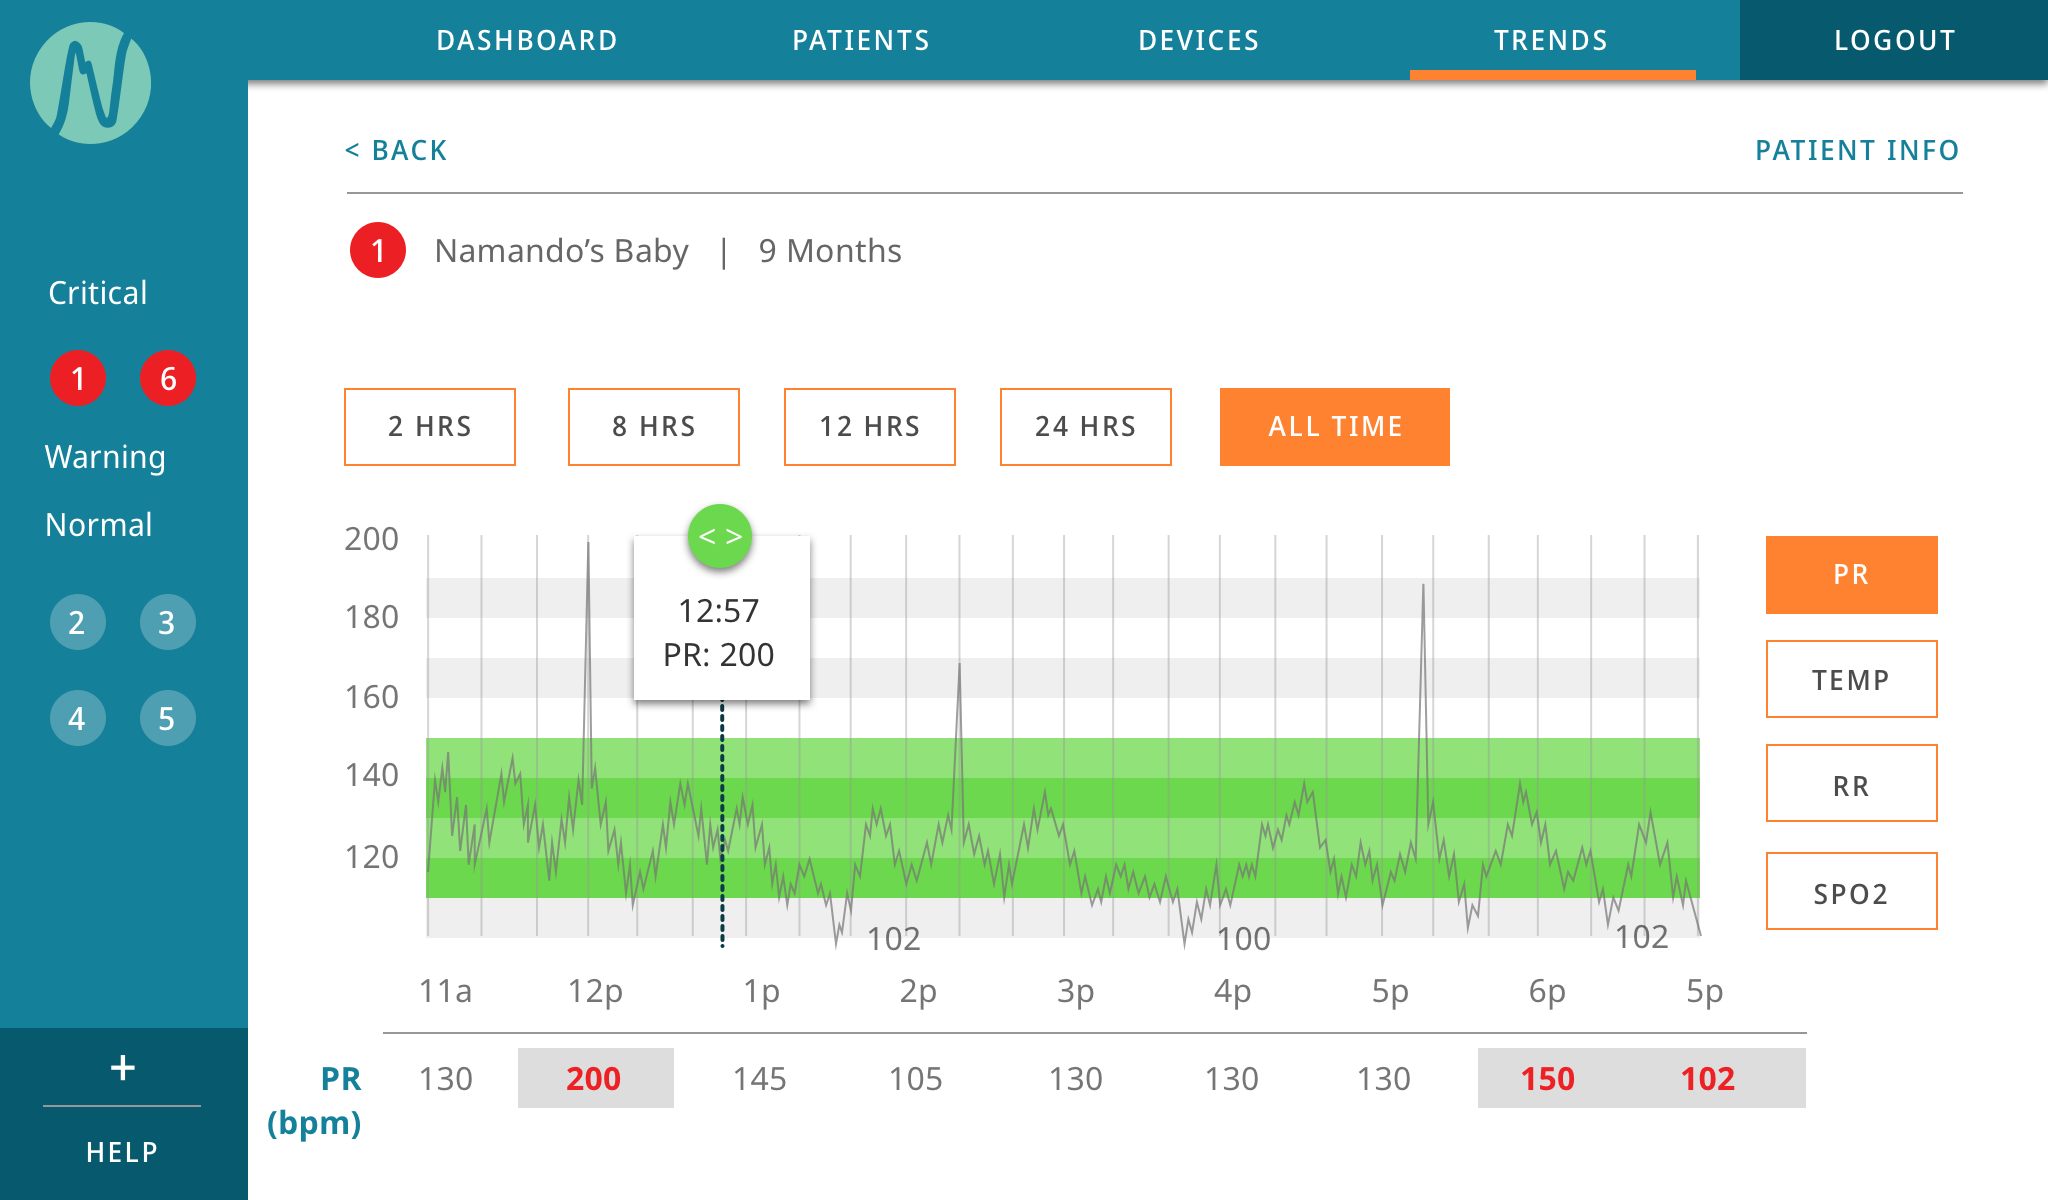 DASHBOARD PATIENTS DEVICES TRENDS LOGOUT
< BACK PATIENT INFO
1 Namando’s Baby | 9 Months
Critical
1 6
Warning
Normal
2 3
4 5
+
HELP
2 HRS 8 HRS 12 HRS 24 HRS ALL TIME
< >
12:57
PR: 200
200
180
160
140
120
102 100 102
PR
TEMP
RR
SPO2
11a 12p 1p 2p 3p 4p 5p 6p 5p
PR 130 200 145 105 130 130 130 150 102
(bpm)